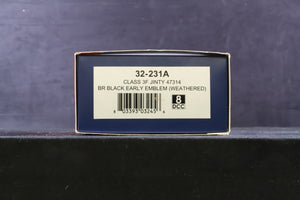 32-231A
CLASS 3F JINTY 47314
BR BLACK EARLY EMBLEM (WEATHERED)
8
DCC